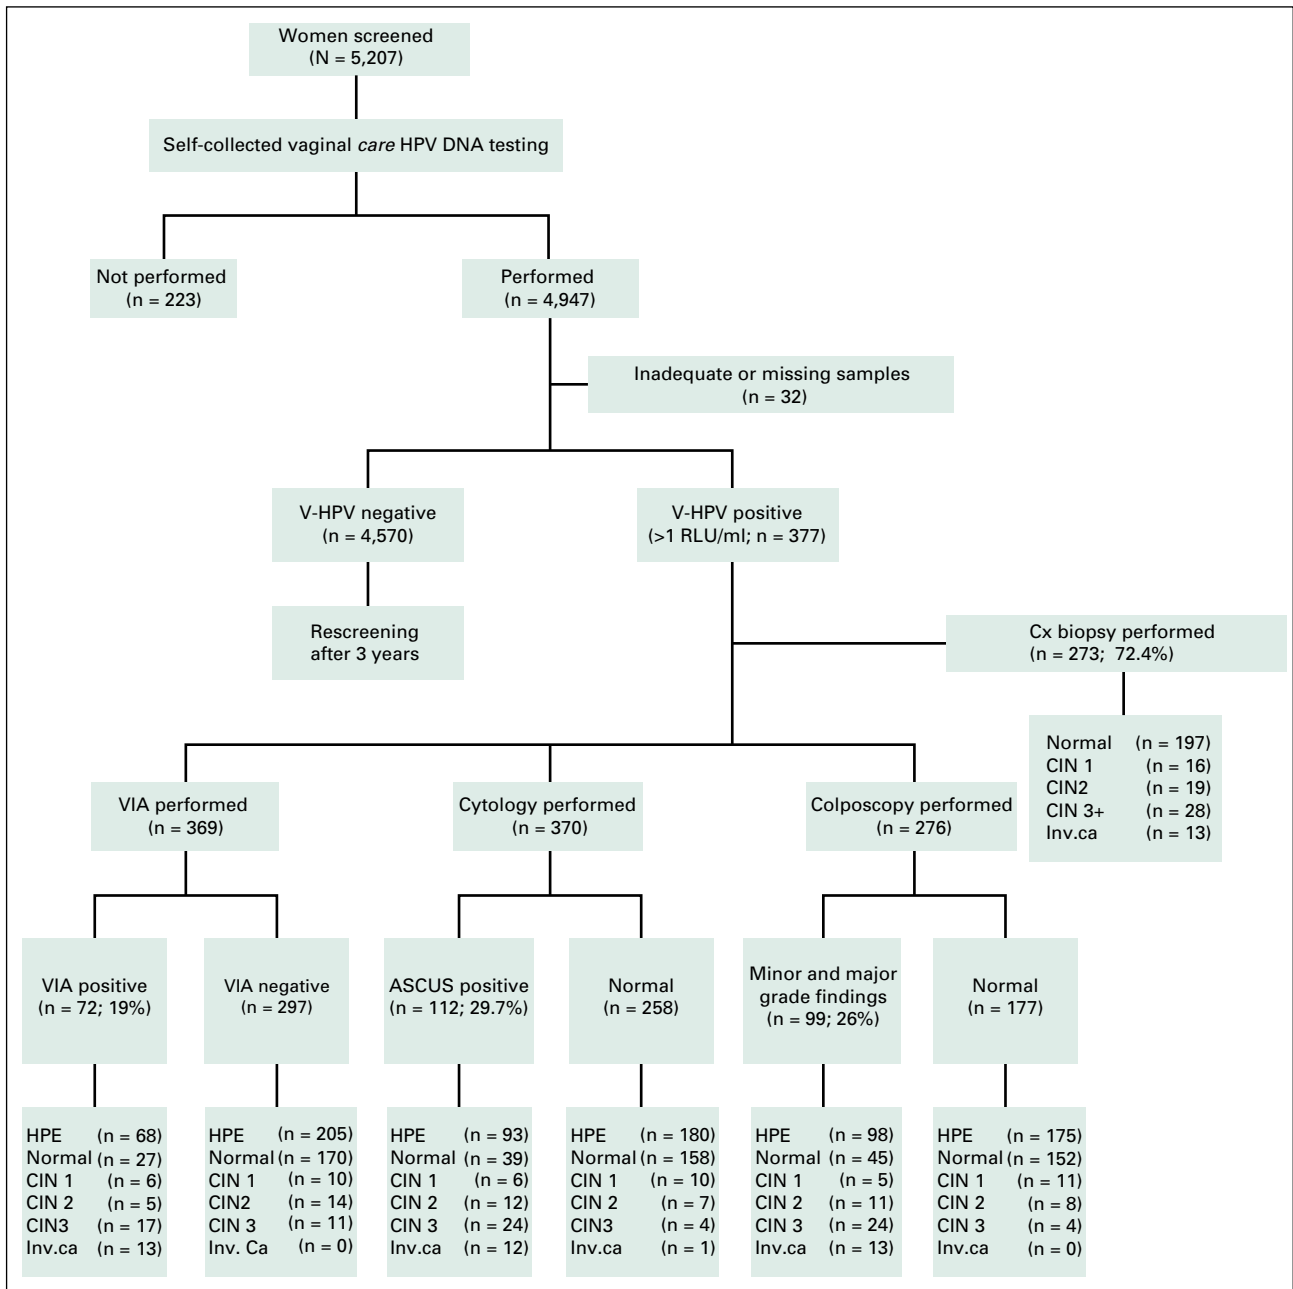 Women screened
(N = 5,207)
Self-collected vaginal care HPV DNA testing
Not performed
(n = 223)
Performed
(n = 4,947)
Inadequate or missing samples
(n = 32)
V-HPV negative
(n = 4,570)
V-HPV positive
(>1 RLU/ml; n = 377)
Rescreening
after 3 years
Cx biopsy performed
(n = 273; 72.4%)
Normal (n = 197)
CIN 1 (n = 16)
CIN2 (n = 19)
CIN 3+ (n = 28)
Inv.ca (n = 13)
VIA performed
(n = 369)
Cytology performed
(n = 370)
Colposcopy performed
(n = 276)
VIA positive
(n = 72; 19%)
VIA negative
(n = 297)
ASCUS positive
(n = 112; 29.7%)
Normal
(n = 258)
Minor and major
grade findings
(n = 99; 26%)
Normal
(n = 177)
HPE (n = 68)
Normal (n = 27)
CIN 1 (n = 6)
CIN 2 (n = 5)
CIN3 (n = 17)
Inv.ca (n = 13)
HPE (n = 205)
Normal (n = 170)
CIN 1 (n = 10)
CIN2 (n = 14)
CIN 3 (n = 11)
Inv. Ca (n = 0)
HPE (n = 93)
Normal (n = 39)
CIN 1 (n = 6)
CIN 2 (n = 12)
CIN 3 (n = 24)
Inv.ca (n = 12)
HPE (n = 180)
Normal (n = 158)
CIN 1 (n = 10)
CIN 2 (n = 7)
CIN3 (n = 4)
Inv.ca (n = 1)
HPE (n = 98)
Normal (n = 45)
CIN 1 (n = 5)
CIN 2 (n = 11)
CIN 3 (n = 24)
Inv.ca (n = 13)
HPE (n = 175)
Normal (n = 152)
CIN 1 (n = 11)
CIN 2 (n = 8)
CIN 3 (n = 4)
Inv.ca (n = 0)